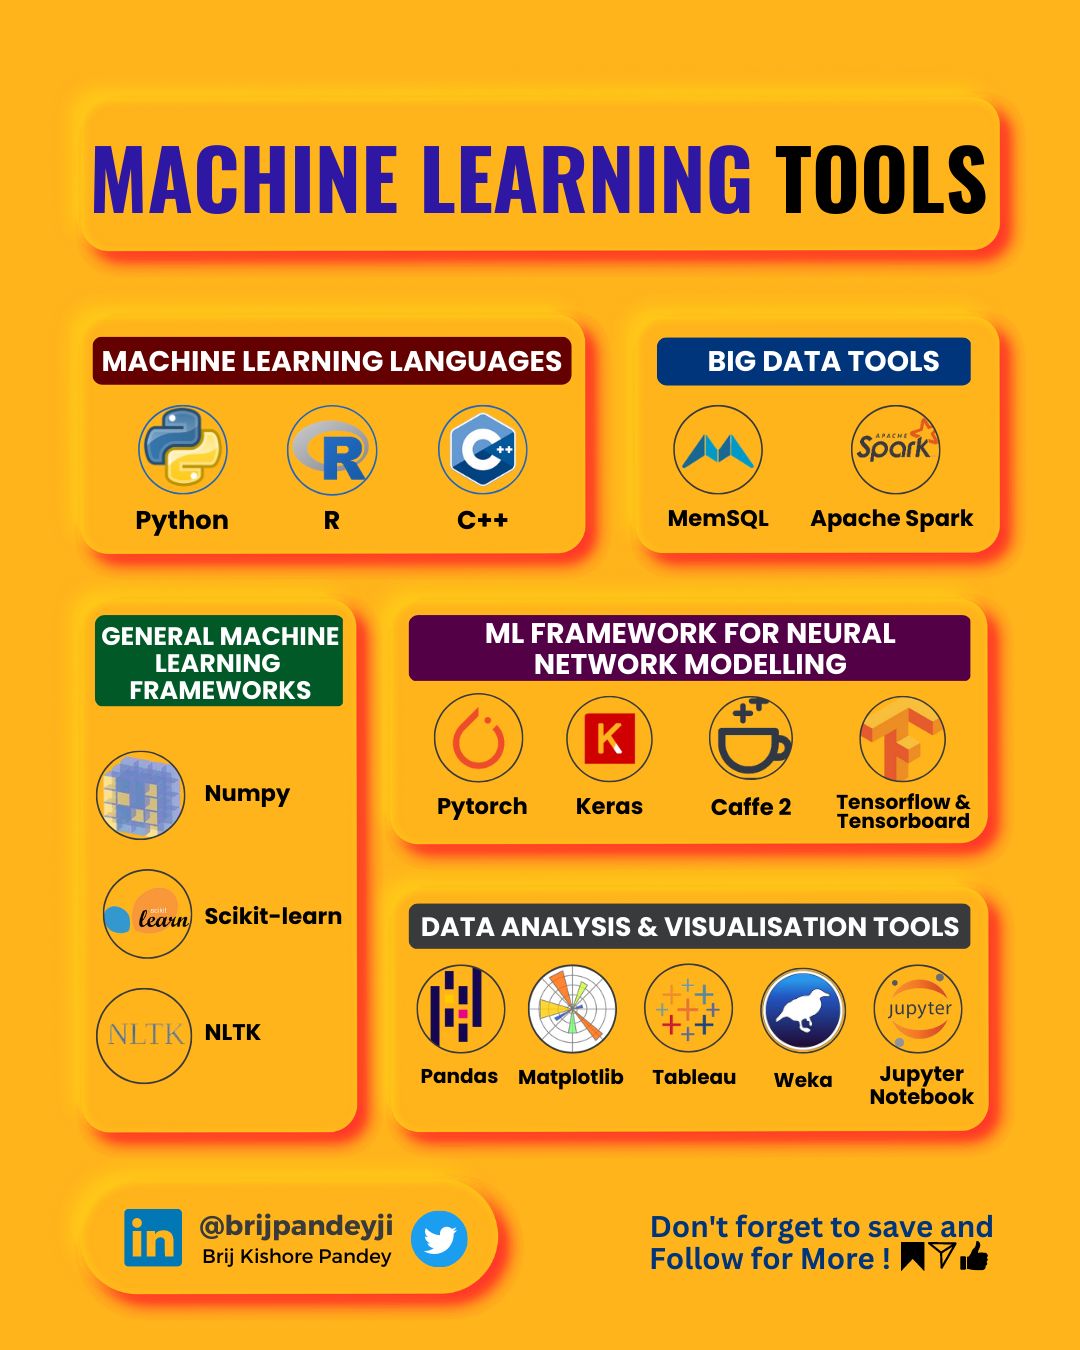 MACHINE LEARNING TOOLS
MACHINE LEARNING LANGUAGES
Python
R
C++
BIG DATA TOOLS
APACHE
Spark
MemSQL
Apache Spark
GENERAL MACHINE
LEARNING
FRAMEWORKS
Numpy
scikit
learn
Scikit-learn
NLTK
NLTK
ML FRAMEWORK FOR NEURAL
NETWORK MODELLING
K
Pytorch
Keras
Caffe 2
Tensorflow &
Tensorboard
DATA ANALYSIS & VISUALISATION TOOLS
jupyter
Pandas
Matplotlib
Tableau
Weka
Jupyter
Notebook
in
@brijpandeyji
Brij Kishore Pandey
Don't forget to save and
Follow for More !